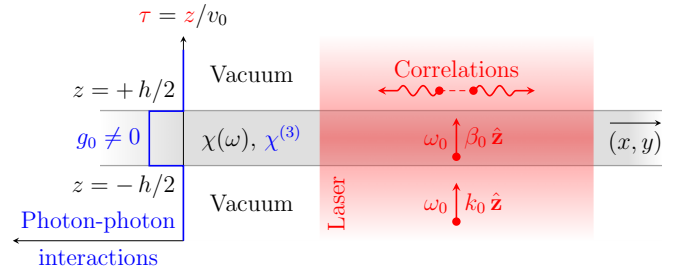 τ = z/v₀
Vacuum
Correlations
z = + h/2
g₀ ≠ 0
χ(ω), χ⁽³⁾
ω₀
β₀ ẑ
(x, y)
z = − h/2
Vacuum
Laser
ω₀
k₀ ẑ
Photon-photon
interactions